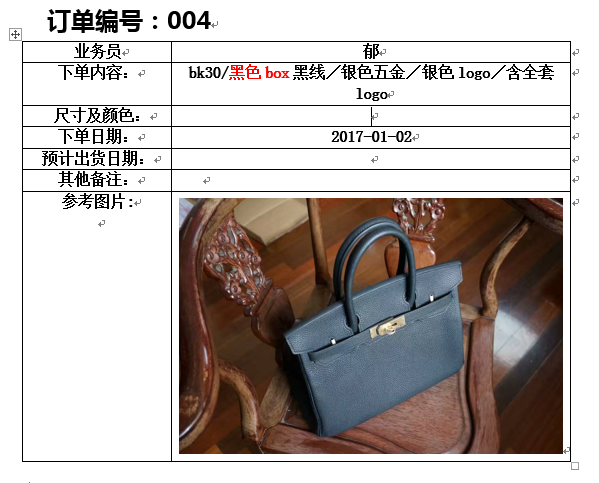 订单编号：004
业务员
郁
下单内容：
bk30/黑色 box 黑线／银色五金／银色 logo／含全套
logo
尺寸及颜色：
下单日期：
2017-01-02
预计出货日期：
其他备注：
参考图片: